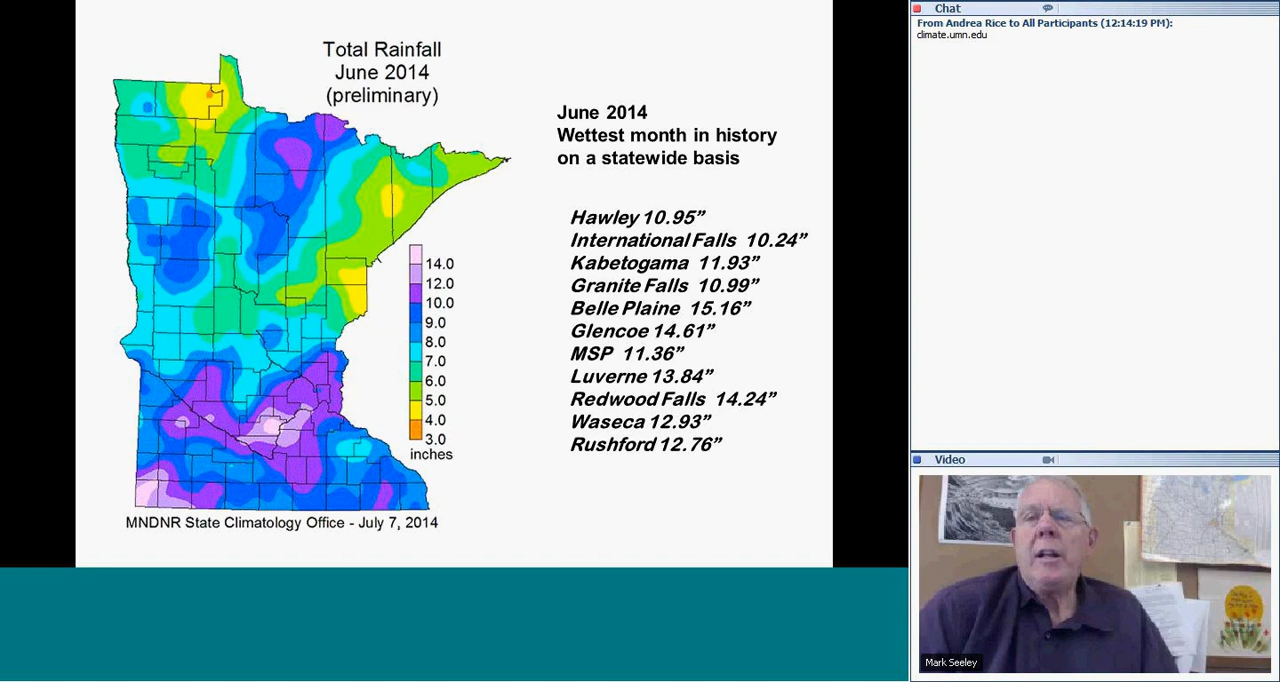 Total Rainfall
June 2014
(preliminary)
June 2014
Wettest month in history
on a statewide basis
Hawley 10.95”
International Falls 10.24”
Kabetogama 11.93”
Granite Falls 10.99”
Belle Plaine 15.16”
Glencoe 14.61”
MSP 11.36”
Luverne 13.84”
Redwood Falls 14.24”
Waseca 12.93”
Rushford 12.76”
14.0
12.0
10.0
9.0
8.0
7.0
6.0
5.0
4.0
3.0
inches
MNDNR State Climatology Office - July 7, 2014
Chat
From Andrea Rice to All Participants (12:14:19 PM):
climate.umn.edu
Video
Mark Seeley